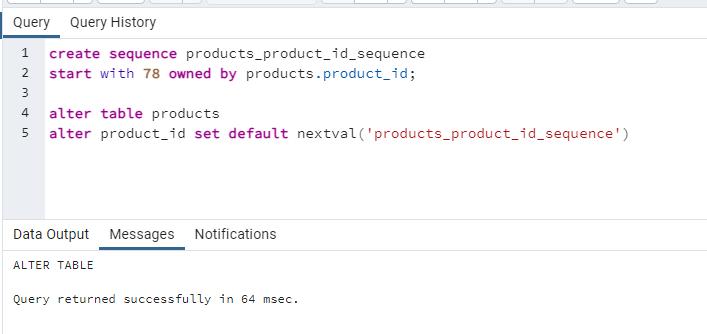 Query Query History
1 create sequence products_product_id_sequence
2 start with 78 owned by products.product_id;
3
4 alter table products
5 alter product_id set default nextval('products_product_id_sequence')
Data Output Messages Notifications
ALTER TABLE
Query returned successfully in 64 msec.